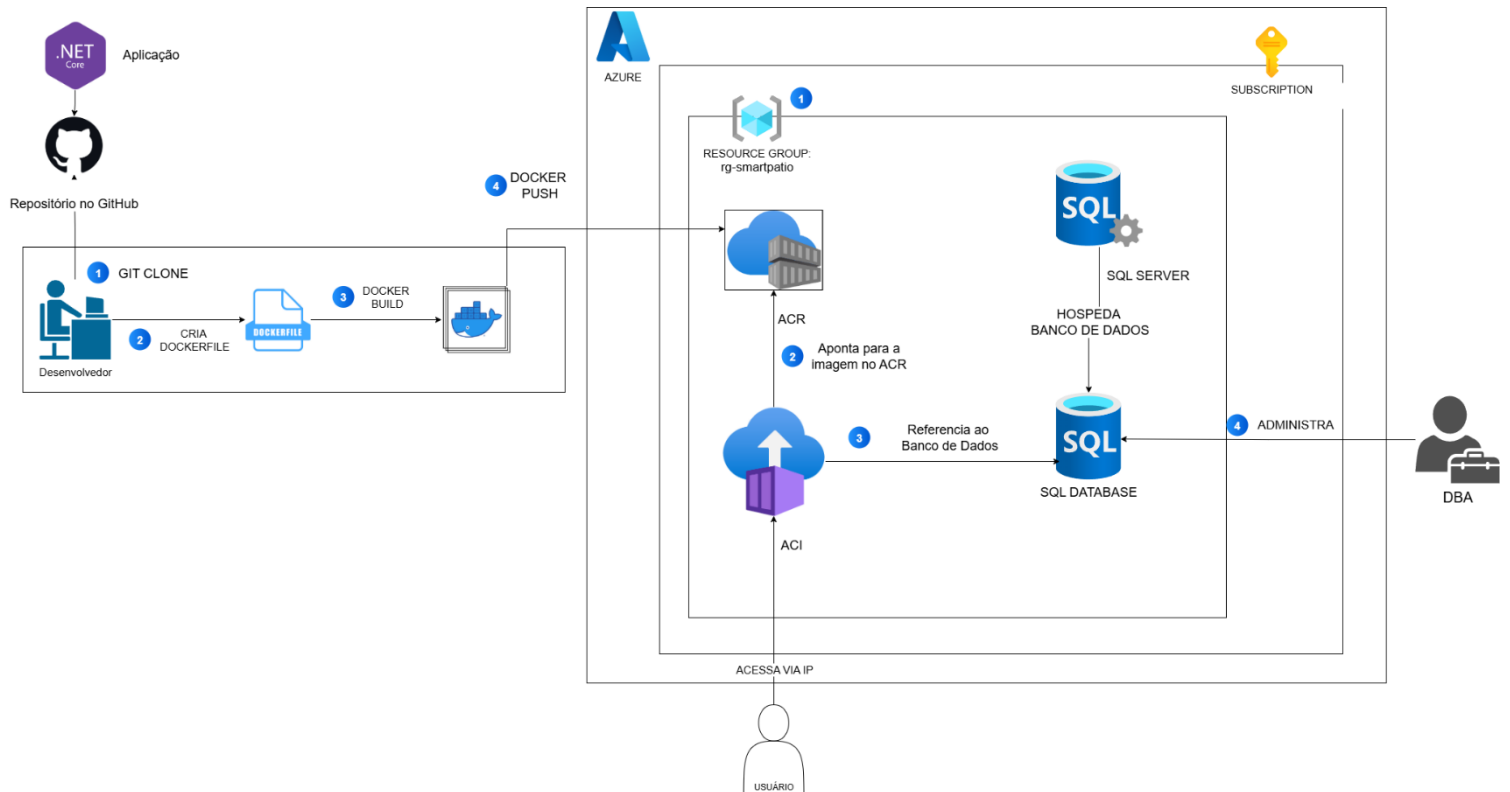 .NET
Core
Aplicação
Repositório no GitHub
1
GIT CLONE
2
CRIA
DOCKERFILE
DOCKERFILE
3
DOCKER
BUILD
Desenvolvedor
4
DOCKER
PUSH
AZURE
SUBSCRIPTION
1
RESOURCE GROUP:
rg-smartpatio
ACR
2
Aponta para a
imagem no ACR
ACI
3
Referencia ao
Banco de Dados
SQL
SQL SERVER
HOSPEDA
BANCO DE DADOS
SQL
SQL DATABASE
4
ADMINISTRA
DBA
ACESSA VIA IP
USUÁRIO